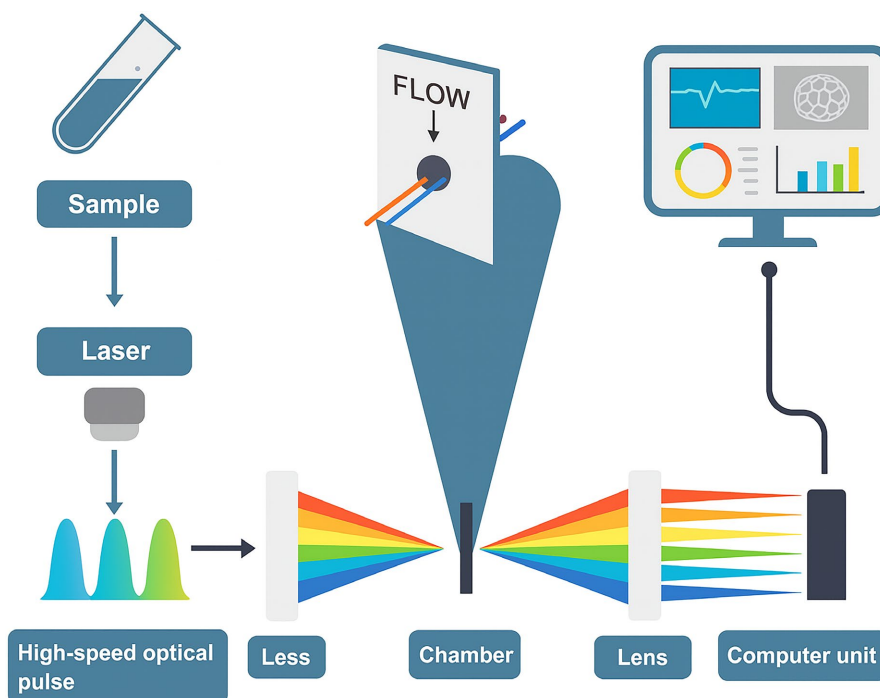 FLOW
Sample
Laser
High-speed optical
pulse
Less
Chamber
Lens
Computer unit